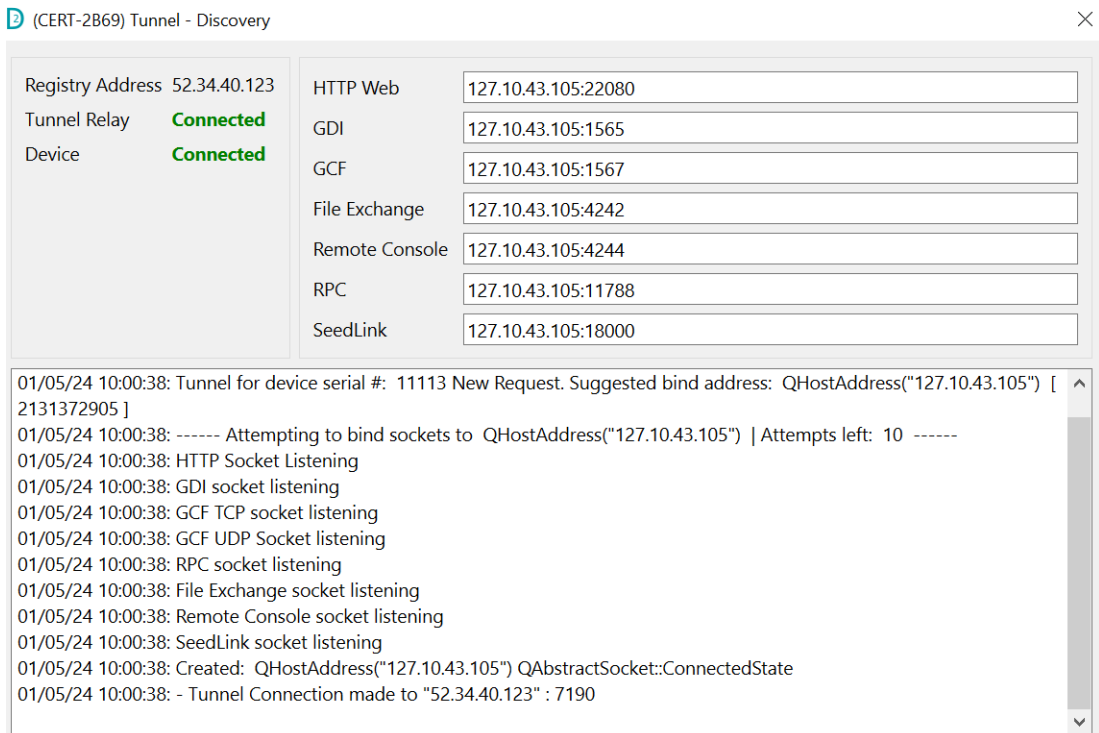 (CERT-2B69) Tunnel - Discovery
Registry Address 52.34.40.123
Tunnel Relay Connected
Device Connected
HTTP Web 127.10.43.105:22080
GDI 127.10.43.105:1565
GCF 127.10.43.105:1567
File Exchange 127.10.43.105:4242
Remote Console 127.10.43.105:4244
RPC 127.10.43.105:11788
SeedLink 127.10.43.105:18000
01/05/24 10:00:38: Tunnel for device serial #:  11113 New Request. Suggested bind address:  QHostAddress("127.10.43.105")  [
2131372905 ]
01/05/24 10:00:38: ------ Attempting to bind sockets to  QHostAddress("127.10.43.105")  | Attempts left:  10  ------
01/05/24 10:00:38: HTTP Socket Listening
01/05/24 10:00:38: GDI socket listening
01/05/24 10:00:38: GCF TCP socket listening
01/05/24 10:00:38: GCF UDP Socket listening
01/05/24 10:00:38: RPC socket listening
01/05/24 10:00:38: File Exchange socket listening
01/05/24 10:00:38: Remote Console socket listening
01/05/24 10:00:38: SeedLink socket listening
01/05/24 10:00:38: Created:  QHostAddress("127.10.43.105") QAbstractSocket::ConnectedState
01/05/24 10:00:38: - Tunnel Connection made to "52.34.40.123" : 7190